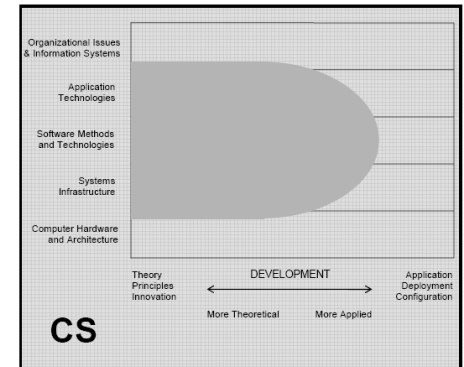 Organizational Issues
& Information Systems
Application
Technologies
Software Methods
and Technologies
Systems
Infrastructure
Computer Hardware
and Architecture
Theory
Principles
Innovation
DEVELOPMENT
Application
Deployment
Configuration
More Theoretical
More Applied
CS